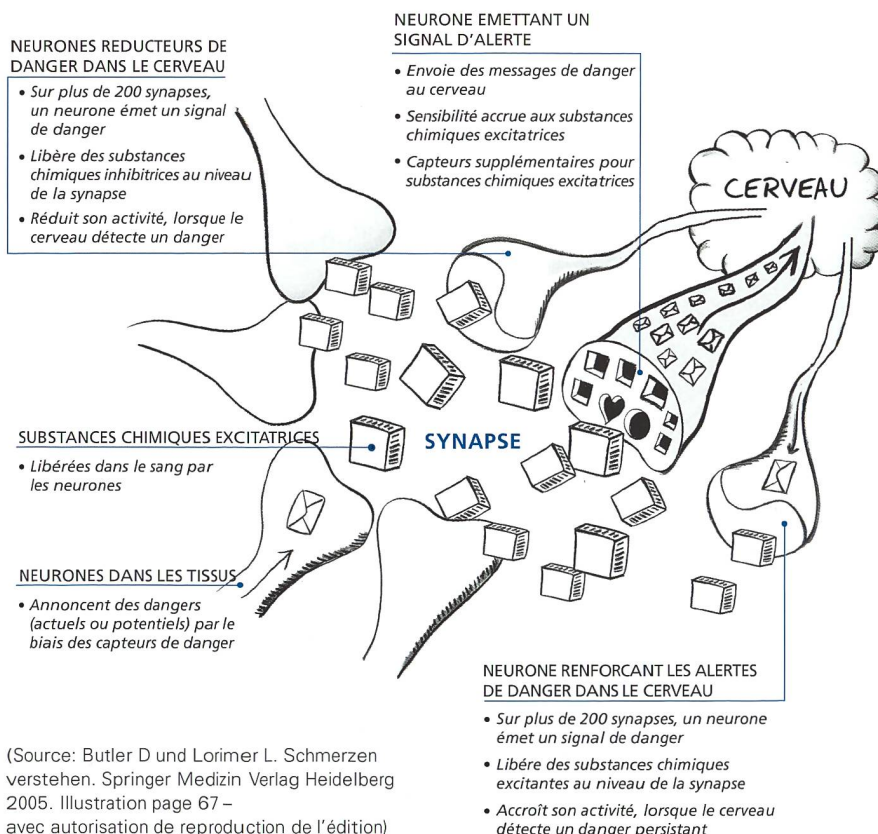 NEURONES REDUCTEURS DE
DANGER DANS LE CERVEAU
• Sur plus de 200 synapses,
un neurone émet un signal
de danger
• Libère des substances
chimiques inhibitrices au niveau
de la synapse
• Réduit son activité, lorsque le
cerveau détecte un danger
NEURONE EMETTANT UN
SIGNAL D'ALERTE
• Envoie des messages de danger
au cerveau
• Sensibilité accrue aux substances
chimiques excitatrices
• Capteurs supplémentaires pour
substances chimiques excitatrices
CERVEAU
SUBSTANCES CHIMIQUES EXCITATRICES
• Libérées dans le sang par
les neurones
SYNAPSE
NEURONES DANS LES TISSUS
• Annoncent des dangers
(actuels ou potentiels) par le
biais des capteurs de danger
NEURONE RENFORCANT LES ALERTES
DE DANGER DANS LE CERVEAU
• Sur plus de 200 synapses, un neurone
émet un signal de danger
• Libére des substances chimiques
excitantes au niveau de la synapse
• Accroît son activité, lorsque le cerveau
détecte un danger persistant
(Source: Butler D und Lorimer L. Schmerzen
verstehen. Springer Medizin Verlag Heidelberg
2005. Illustration page 67 –
avec autorisation de reproduction de l'édition)